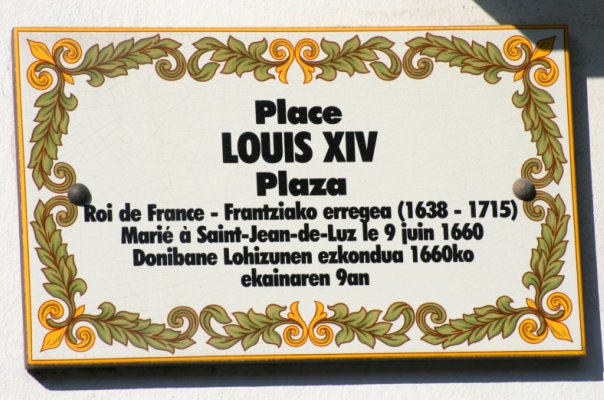 Place
LOUIS XIV
Plaza
Roi de France - Frantziako erregea (1638 - 1715)
Marié à Saint-Jean-de-Luz le 9 juin 1660
Donibane Lohizunen ezkondua 1660ko
ekainaren 9an